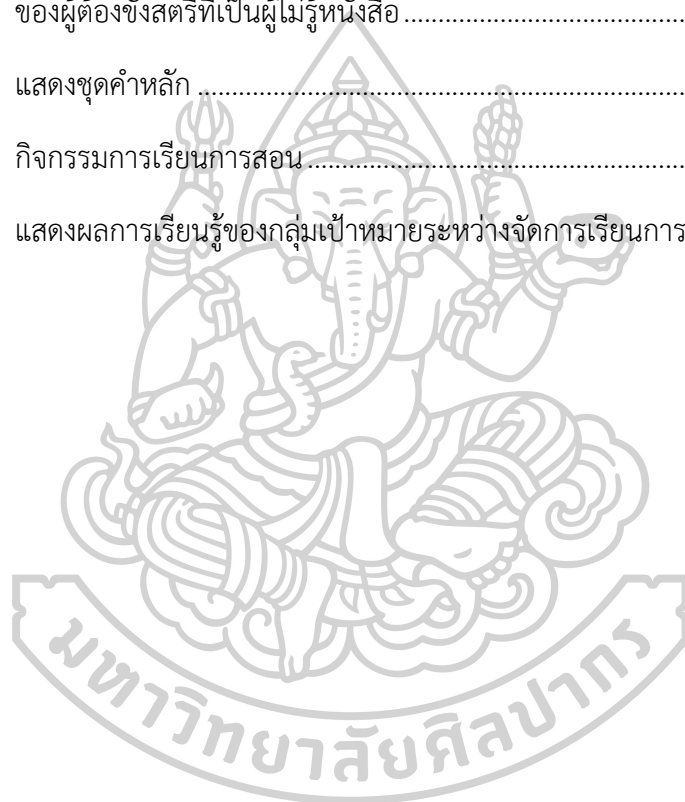 ของผู้ต้องขังสตรีที่เป็นผู้ไม่รู้หนังสือ......................................................
แสดงชุดคำหลัก.........................................................................................
กิจกรรมการเรียนการสอน.....................................................................
แสดงผลการเรียนรู้ของกลุ่มเป้าหมายระหว่างจัดการเรียนการ
มหาวิทยาลัยศิลปากร